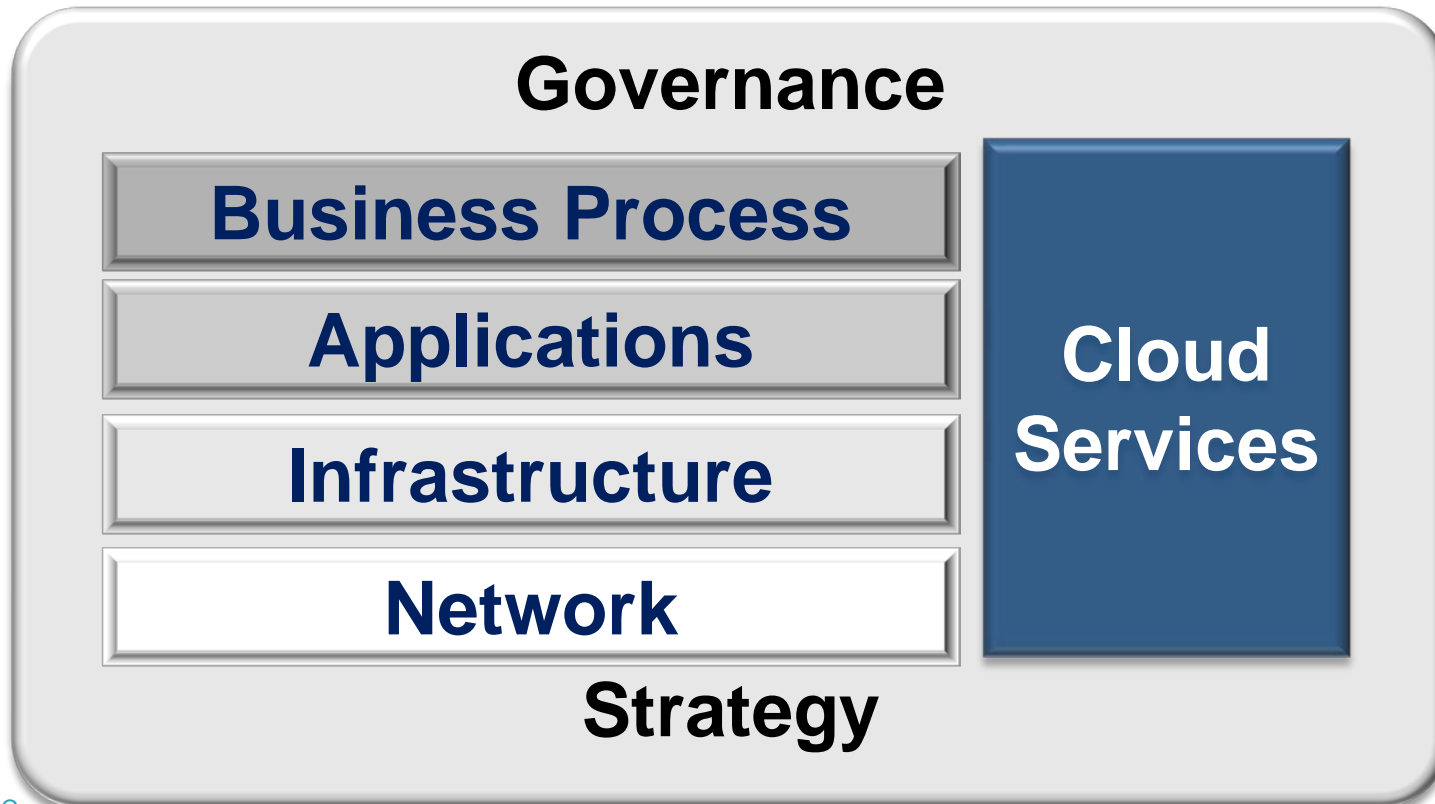 Governance
Business Process
Applications
Infrastructure
Network
Cloud
Services
Strategy